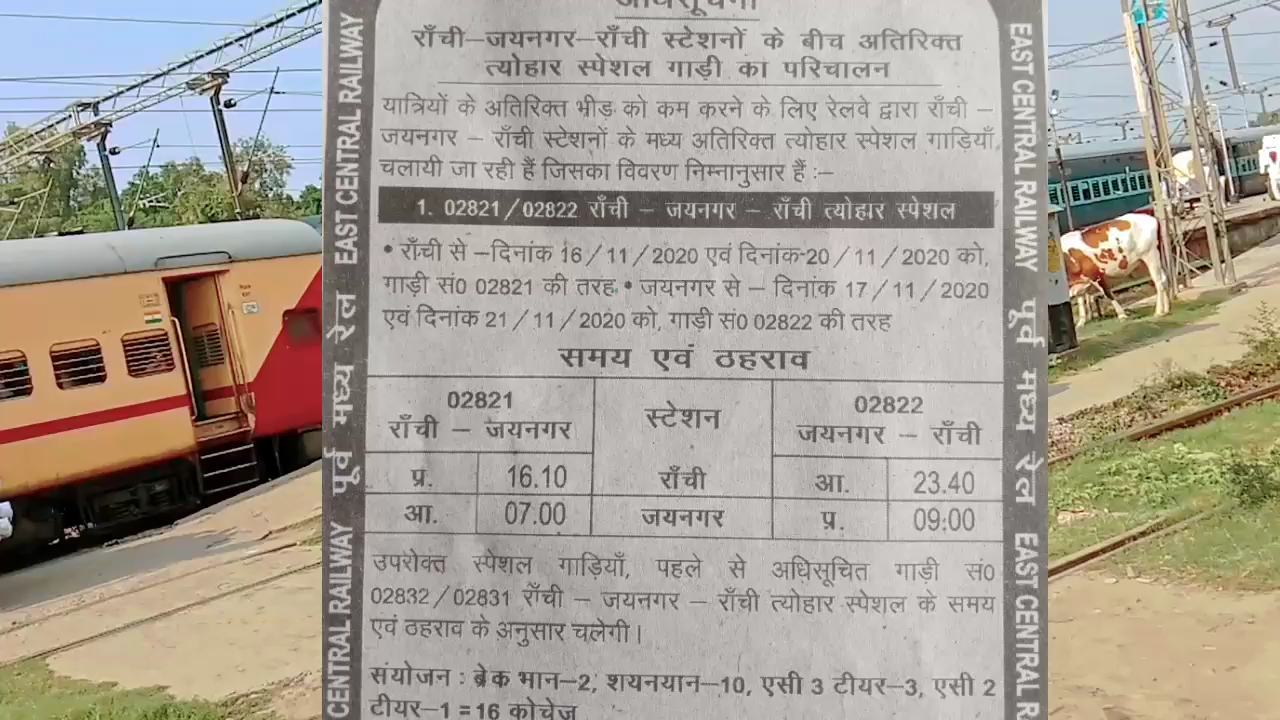 अधिसूचना
राँची–जयनगर–राँची स्टेशनों के बीच अतिरिक्त
त्योहार स्पेशल गाड़ी का परिचालन
यात्रियों के अतिरिक्त भीड़ को कम करने के लिए रेलवे द्वारा राँची –
जयनगर – राँची स्टेशनों के मध्य अतिरिक्त त्योहार स्पेशल गाड़ियाँ
चलायी जा रही हैं जिसका विवरण निम्नानुसार हैं :–
1. 02821/02822 राँची – जयनगर – राँची त्योहार स्पेशल
• राँची से –दिनांक 16/11/2020 एवं दिनांक-20/11/2020 को,
गाड़ी सं0 02821 की तरह • जयनगर से – दिनांक 17/11/2020
एवं दिनांक 21/11/2020 को, गाड़ी सं0 02822 की तरह
समय एवं ठहराव
02821 स्टेशन 02822
राँची – जयनगर जयनगर – राँची
प्र. 16.10 राँची आ. 23.40
आ. 07.00 जयनगर प्र. 09:00
उपरोक्त स्पेशल गाड़ियाँ, पहले से अधिसूचित गाड़ी सं0
02832/02831 राँची – जयनगर – राँची त्योहार स्पेशल के समय
एवं ठहराव के अनुसार चलेगी।
संयोजन : ब्रेक भान–2, शयनयान–10, एसी 3 टीयर–3, एसी 2
टीयर–1 = 16 कोचेज
CENTRAL RAILWAY पूर्व मध्य रेल EAST CENTRAL RAILWAY
EAST CENTRAL RAILWAY पूर्व मध्य रेल EAST CENTRAL R